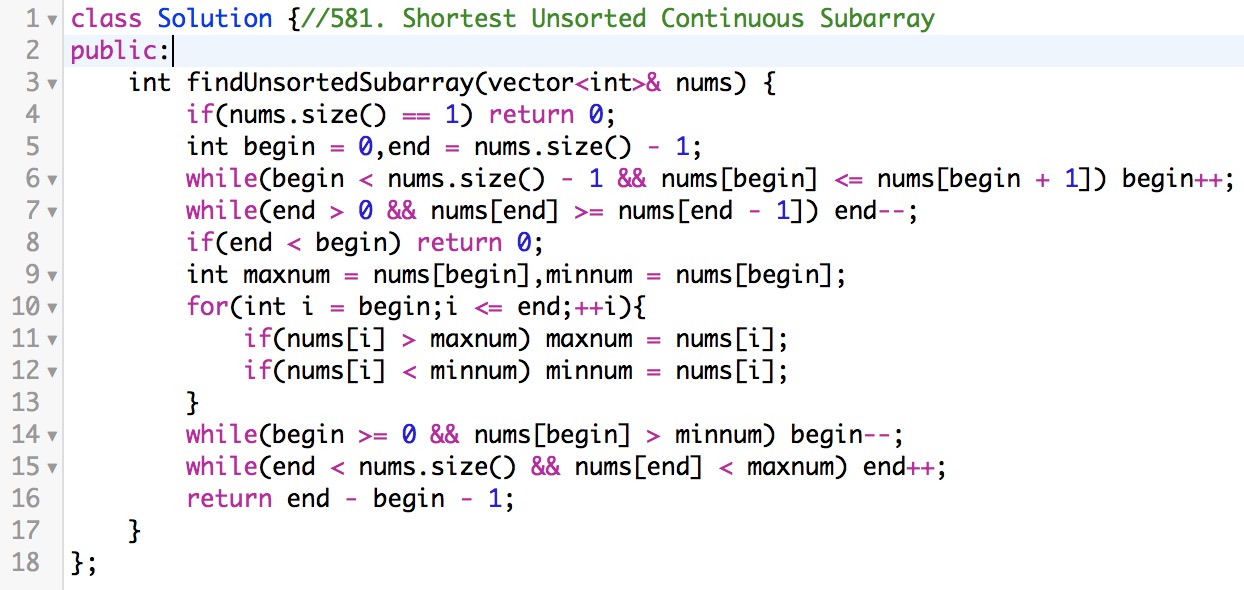 1 class Solution {//581. Shortest Unsorted Continuous Subarray
2 public:
3     int findUnsortedSubarray(vector<int>& nums) {
4         if(nums.size() == 1) return 0;
5         int begin = 0,end = nums.size() - 1;
6         while(begin < nums.size() - 1 && nums[begin] <= nums[begin + 1]) begin++;
7         while(end > 0 && nums[end] >= nums[end - 1]) end--;
8         if(end < begin) return 0;
9         int maxnum = nums[begin],minnum = nums[begin];
10         for(int i = begin;i <= end;++i){
11             if(nums[i] > maxnum) maxnum = nums[i];
12             if(nums[i] < minnum) minnum = nums[i];
13         }
14         while(begin >= 0 && nums[begin] > minnum) begin--;
15         while(end < nums.size() && nums[end] < maxnum) end++;
16         return end - begin - 1;
17     }
18 };